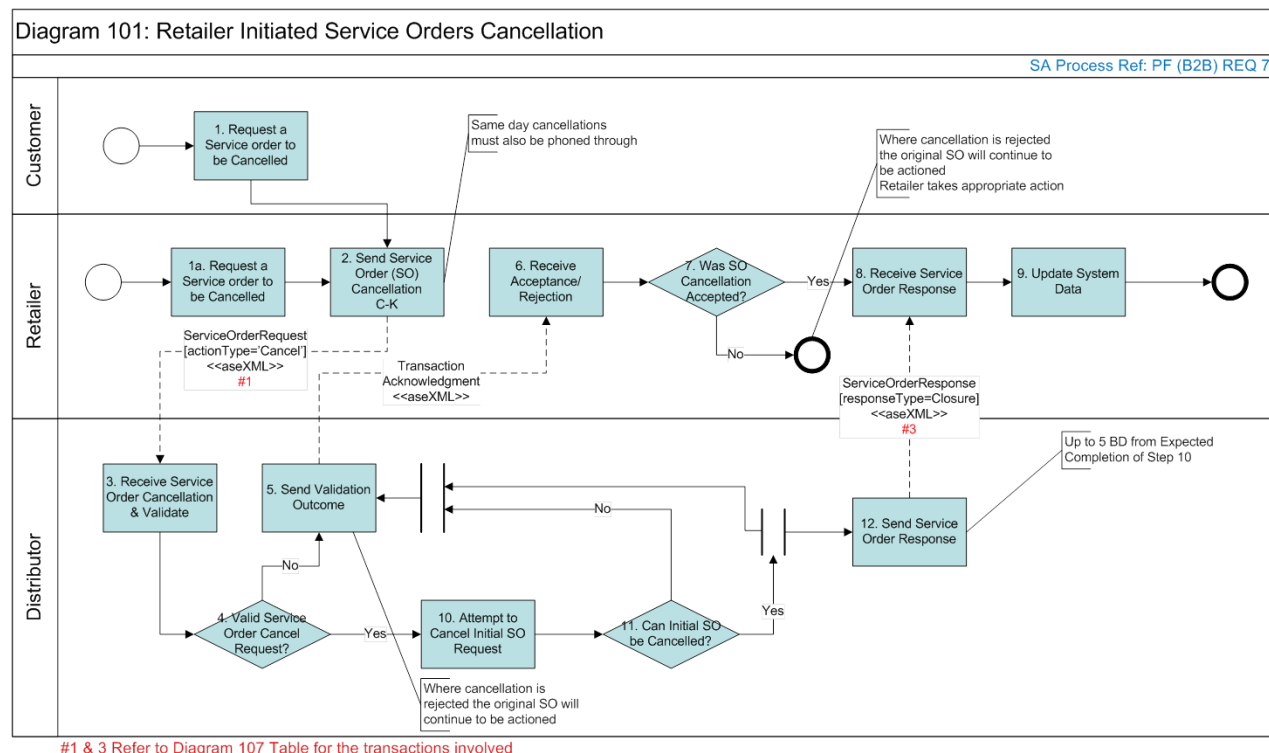 Diagram 101: Retailer Initiated Service Orders Cancellation
SA Process Ref: PF (B2B) REQ 7
Customer
1. Request a
Service order to
be Cancelled
Same day cancellations
must also be phoned through
Where cancellation is rejected
the original SO will continue to
be actioned
Retailer takes appropriate action
Retailer
1a. Request a
Service order to
be Cancelled
2. Send Service
Order (SO)
Cancellation
C-K
6. Receive
Acceptance/
Rejection
7. Was SO
Cancellation
Accepted?
Yes
No
8. Receive Service
Order Response
9. Update System
Data
ServiceOrderRequest
[actionType='Cancel']
<<aseXML>>
#1
Transaction
Acknowledgment
<<aseXML>>
ServiceOrderResponse
[responseType=Closure]
<<aseXML>>
#3
Distributor
3. Receive Service
Order Cancellation
& Validate
5. Send Validation
Outcome
No
No
Up to 5 BD from Expected
Completion of Step 10
12. Send Service
Order Response
4. Valid Service
Order Cancel
Request?
Yes
10. Attempt to
Cancel Initial SO
Request
11. Can Initial SO
be Cancelled?
Yes
Where cancellation is
rejected the original SO will
continue to be actioned
#1 & 3 Refer to Diagram 107 Table for the transactions involved